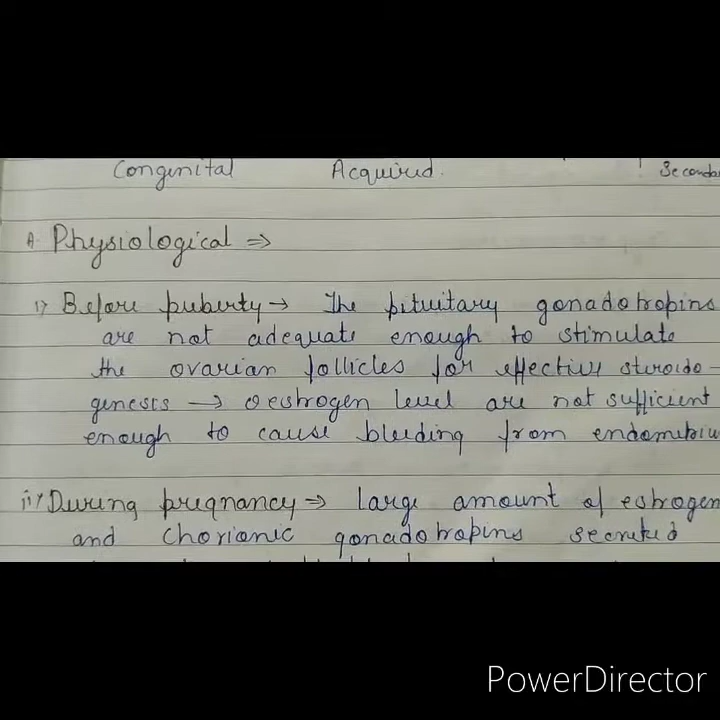 Congenital Acquired. Seconda
A. Physiological ⇒
i) Before puberty → The pituitary gonadotropins
are not adequate enough to stimulate
the ovarian follicles for effective steroido-
genesis → oestrogen level are not sufficient
enough to cause bleeding from endometriu
ii) During pregnancy ⇒ large amount of estrogen
and chorionic gonadotropins secreted
PowerDirector